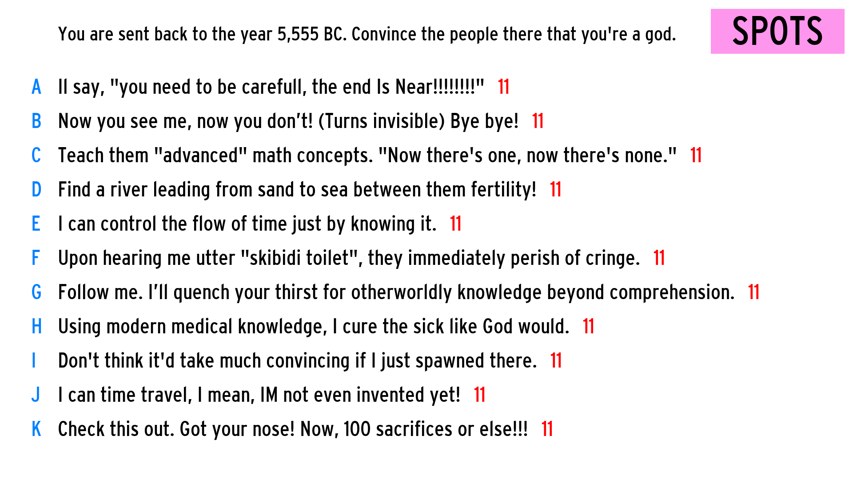 You are sent back to the year 5,555 BC. Convince the people there that you're a god.
SPOTS
A Il say, "you need to be carefull, the end Is Near!!!!!!!!" 11
B Now you see me, now you don’t! (Turns invisible) Bye bye! 11
C Teach them "advanced" math concepts. "Now there's one, now there's none." 11
D Find a river leading from sand to sea between them fertility! 11
E I can control the flow of time just by knowing it. 11
F Upon hearing me utter "skibidi toilet", they immediately perish of cringe. 11
G Follow me. I’ll quench your thirst for otherworldly knowledge beyond comprehension. 11
H Using modern medical knowledge, I cure the sick like God would. 11
I Don't think it'd take much convincing if I just spawned there. 11
J I can time travel, I mean, IM not even invented yet! 11
K Check this out. Got your nose! Now, 100 sacrifices or else!!! 11